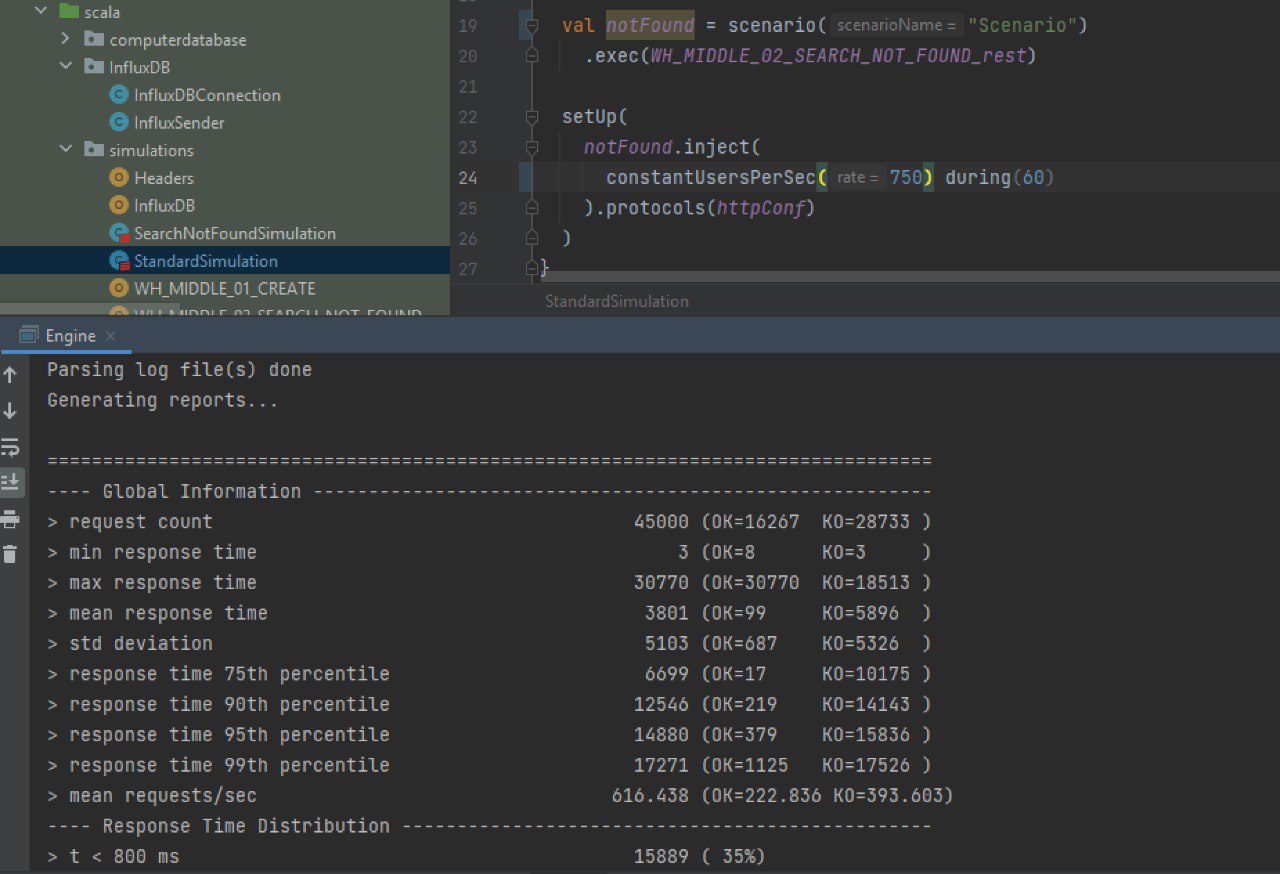 scala
computerdatabase
InfluxDB
InfluxDBConnection
InfluxSender
simulations
Headers
InfluxDB
SearchNotFoundSimulation
StandardSimulation
WH_MIDDLE_01_CREATE
19 val notFound = scenario( scenarioName = "Scenario")
20 .exec(WH_MIDDLE_02_SEARCH_NOT_FOUND_rest)
21
22 setUp(
23 notFound.inject(
24 constantUsersPerSec( rate = 750) during(60)
25 ).protocols(httpConf)
26 )
27 }
StandardSimulation
Engine
Parsing log file(s) done
Generating reports...
================================================================================
---- Global Information --------------------------------------------------------
> request count 45000 (OK=16267 KO=28733 )
> min response time 3 (OK=8 KO=3 )
> max response time 30770 (OK=30770 KO=18513 )
> mean response time 3801 (OK=99 KO=5896 )
> std deviation 5103 (OK=687 KO=5326 )
> response time 75th percentile 6699 (OK=17 KO=10175 )
> response time 90th percentile 12546 (OK=219 KO=14143 )
> response time 95th percentile 14880 (OK=379 KO=15836 )
> response time 99th percentile 17271 (OK=1125 KO=17526 )
> mean requests/sec 616.438 (OK=222.836 KO=393.603)
---- Response Time Distribution ------------------------------------------------
> t < 800 ms 15889 ( 35%)